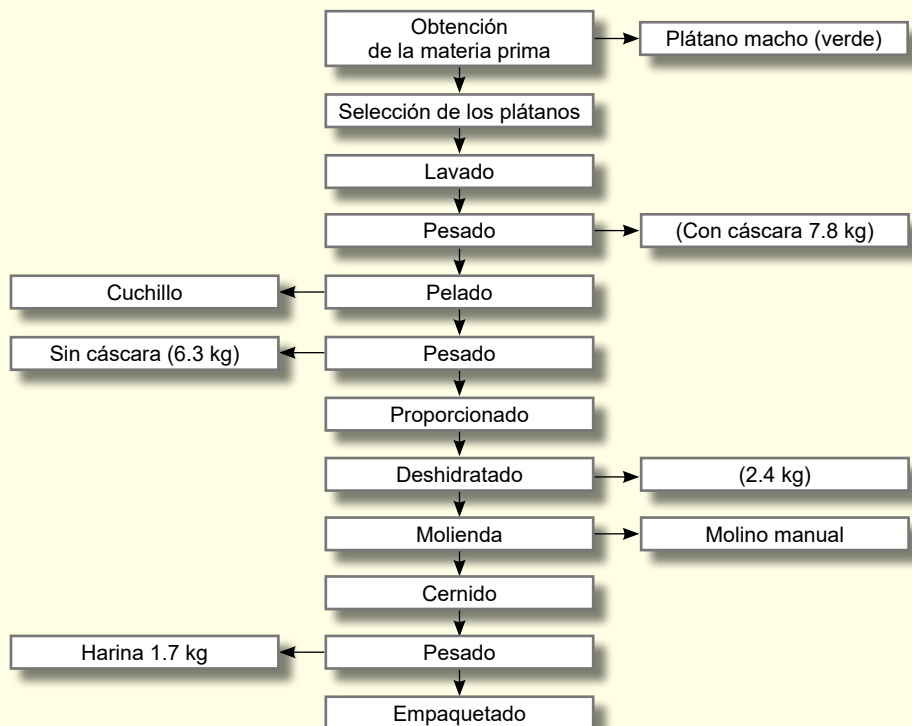 Obtención
de la materia prima
Plátano macho (verde)
Selección de los plátanos
Lavado
Pesado
(Con cáscara 7.8 kg)
Cuchillo
Pelado
Sin cáscara (6.3 kg)
Pesado
Proporcionado
Deshidratado
(2.4 kg)
Molienda
Molino manual
Cernido
Harina 1.7 kg
Pesado
Empaquetado